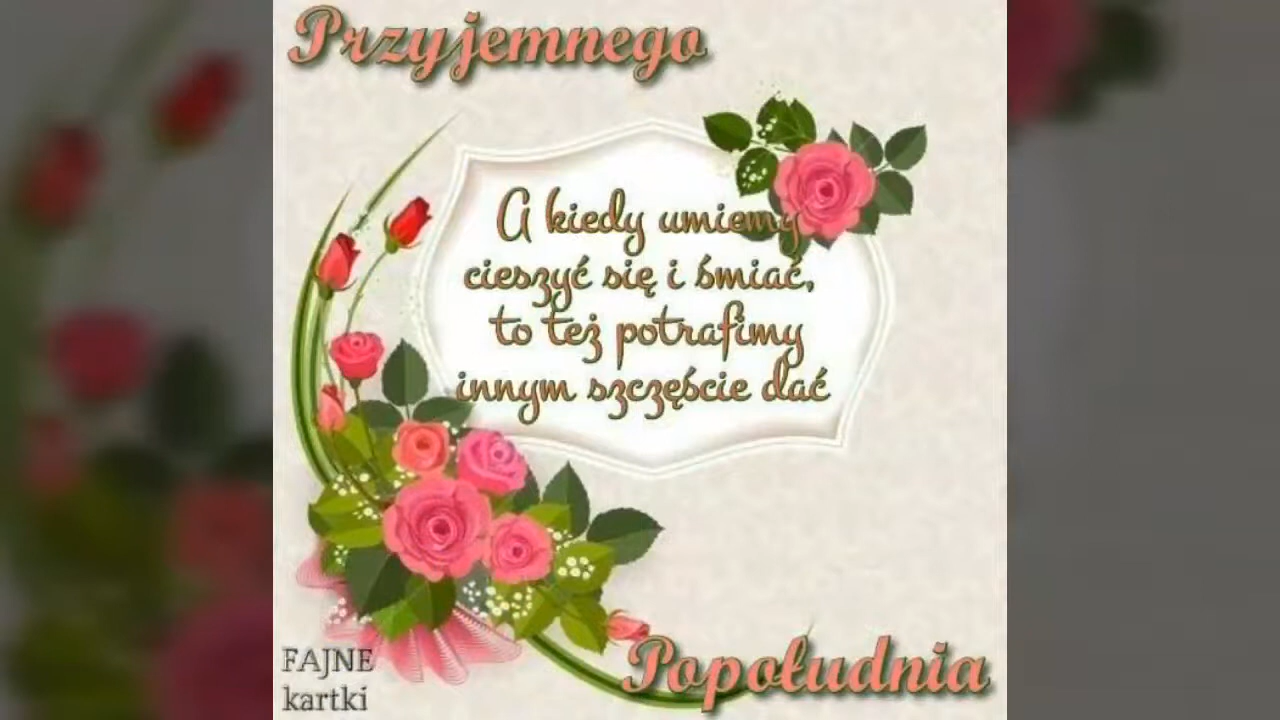 Przyjemnego
A kiedy umiemy
cieszyć się i śmiać,
to też potrafimy
innym szczęście dać
FAJNE
kartki
Popołudnia